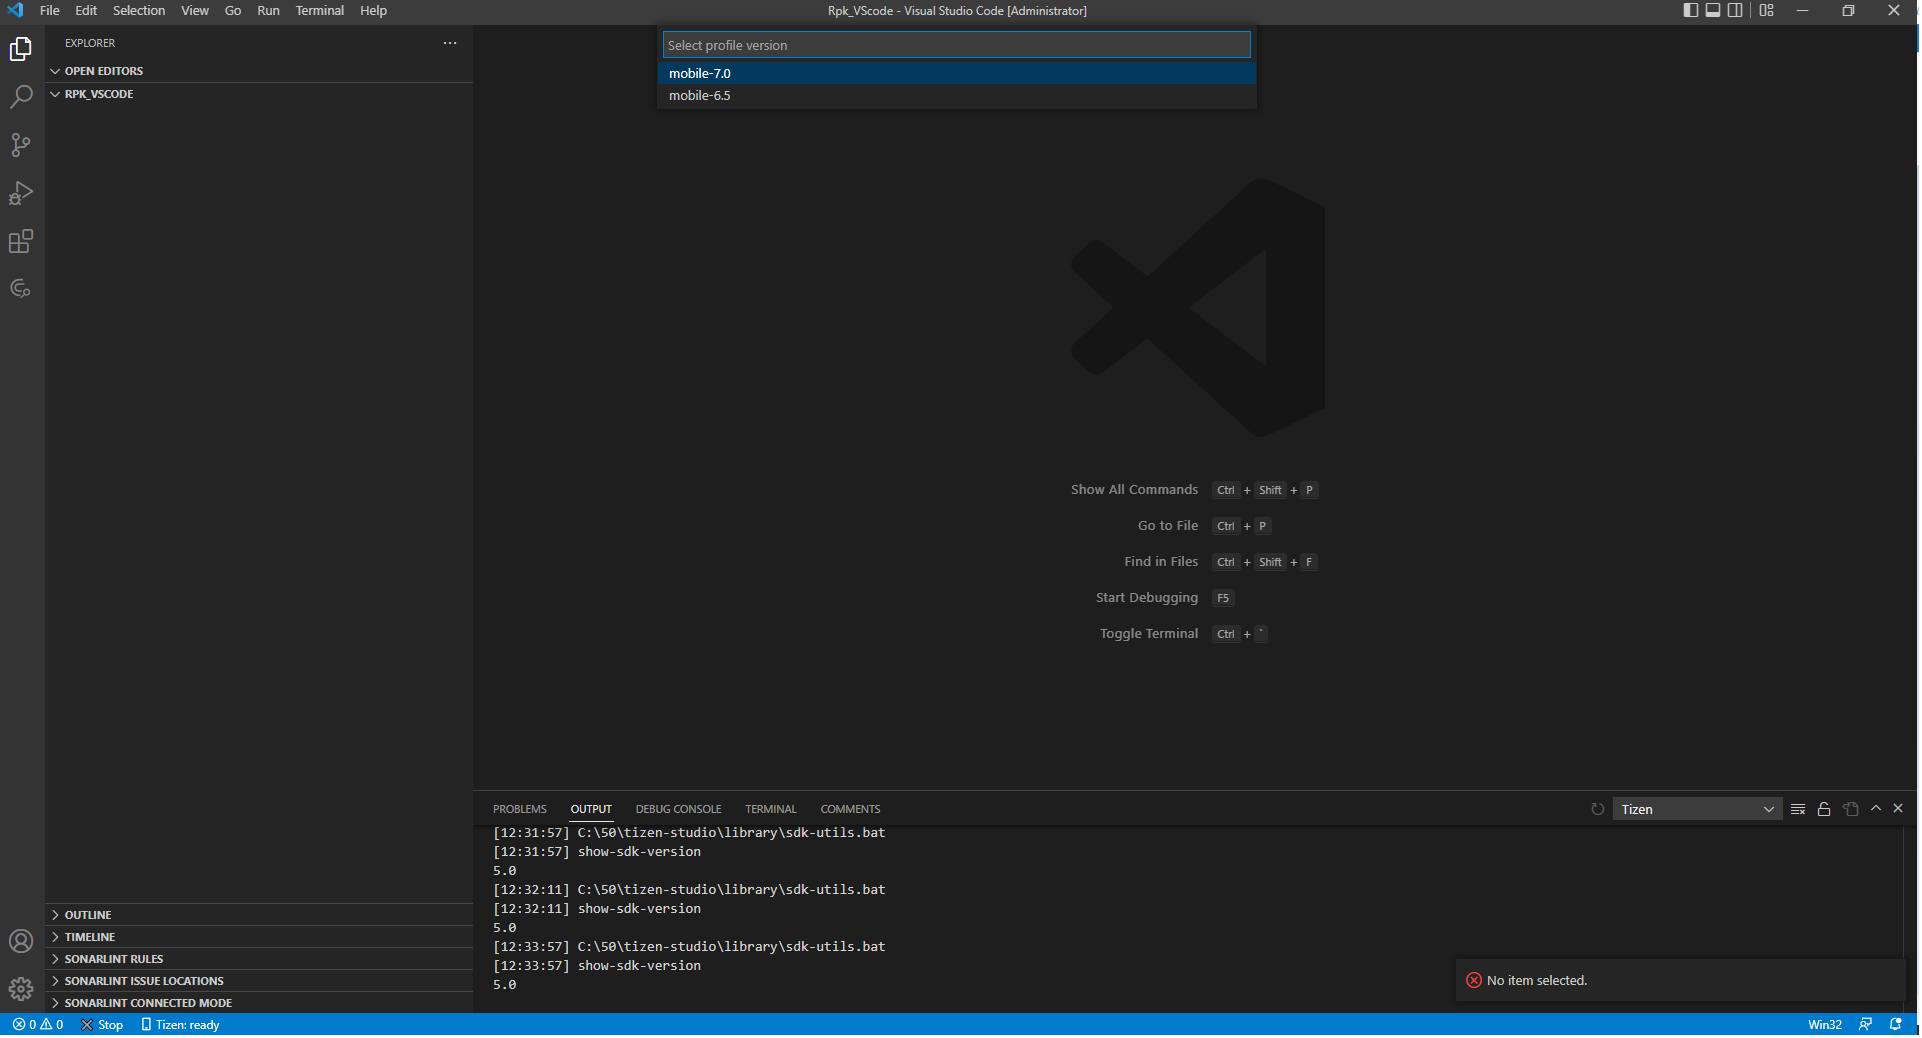 File Edit Selection View Go Run Terminal Help
Rpk_VScode - Visual Studio Code [Administrator]
EXPLORER
OPEN EDITORS
RPK_VSCODE
Select profile version
mobile-7.0
mobile-6.5
Show All Commands Ctrl + Shift + P
Go to File Ctrl + P
Find in Files Ctrl + Shift + F
Start Debugging F5
Toggle Terminal Ctrl + `
PROBLEMS OUTPUT DEBUG CONSOLE TERMINAL COMMENTS
Tizen
[12:31:57] C:\50\tizen-studio\library\sdk-utils.bat
[12:31:57] show-sdk-version
5.0
[12:32:11] C:\50\tizen-studio\library\sdk-utils.bat
[12:32:11] show-sdk-version
5.0
[12:33:57] C:\50\tizen-studio\library\sdk-utils.bat
[12:33:57] show-sdk-version
5.0
OUTLINE
TIMELINE
SONARLINT RULES
SONARLINT ISSUE LOCATIONS
SONARLINT CONNECTED MODE
No item selected.
0 0 Stop Tizen: ready
Win32